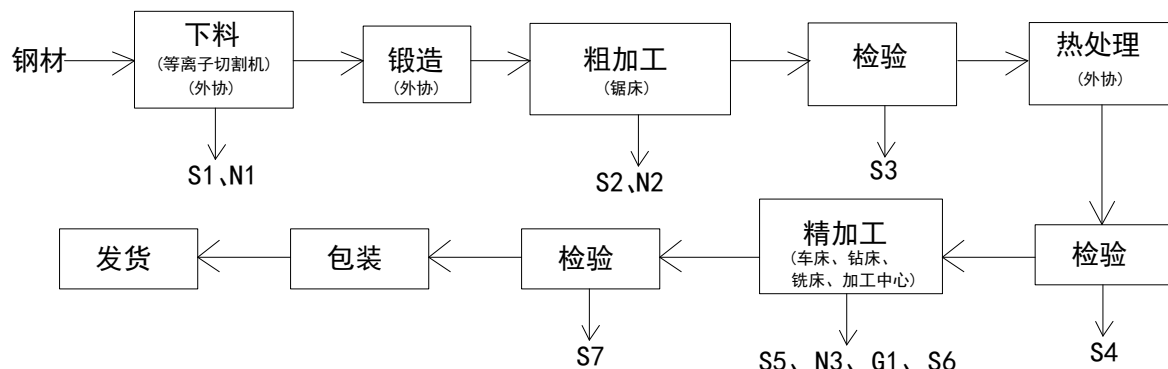 钢材
下料
(等离子切割机)
(外协)
锻造
(外协)
粗加工
(锯床)
检验
热处理
(外协)
S1、N1
S2、N2
S3
发货
包装
检验
精加工
(车床、钻床、
铣床、加工中心)
检验
S7
S5、N3、G1、S6
S4